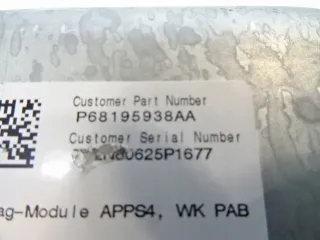 Customer Part Number
P68195938AA
Customer Serial Number
ag-Module APPS4, WK PAB